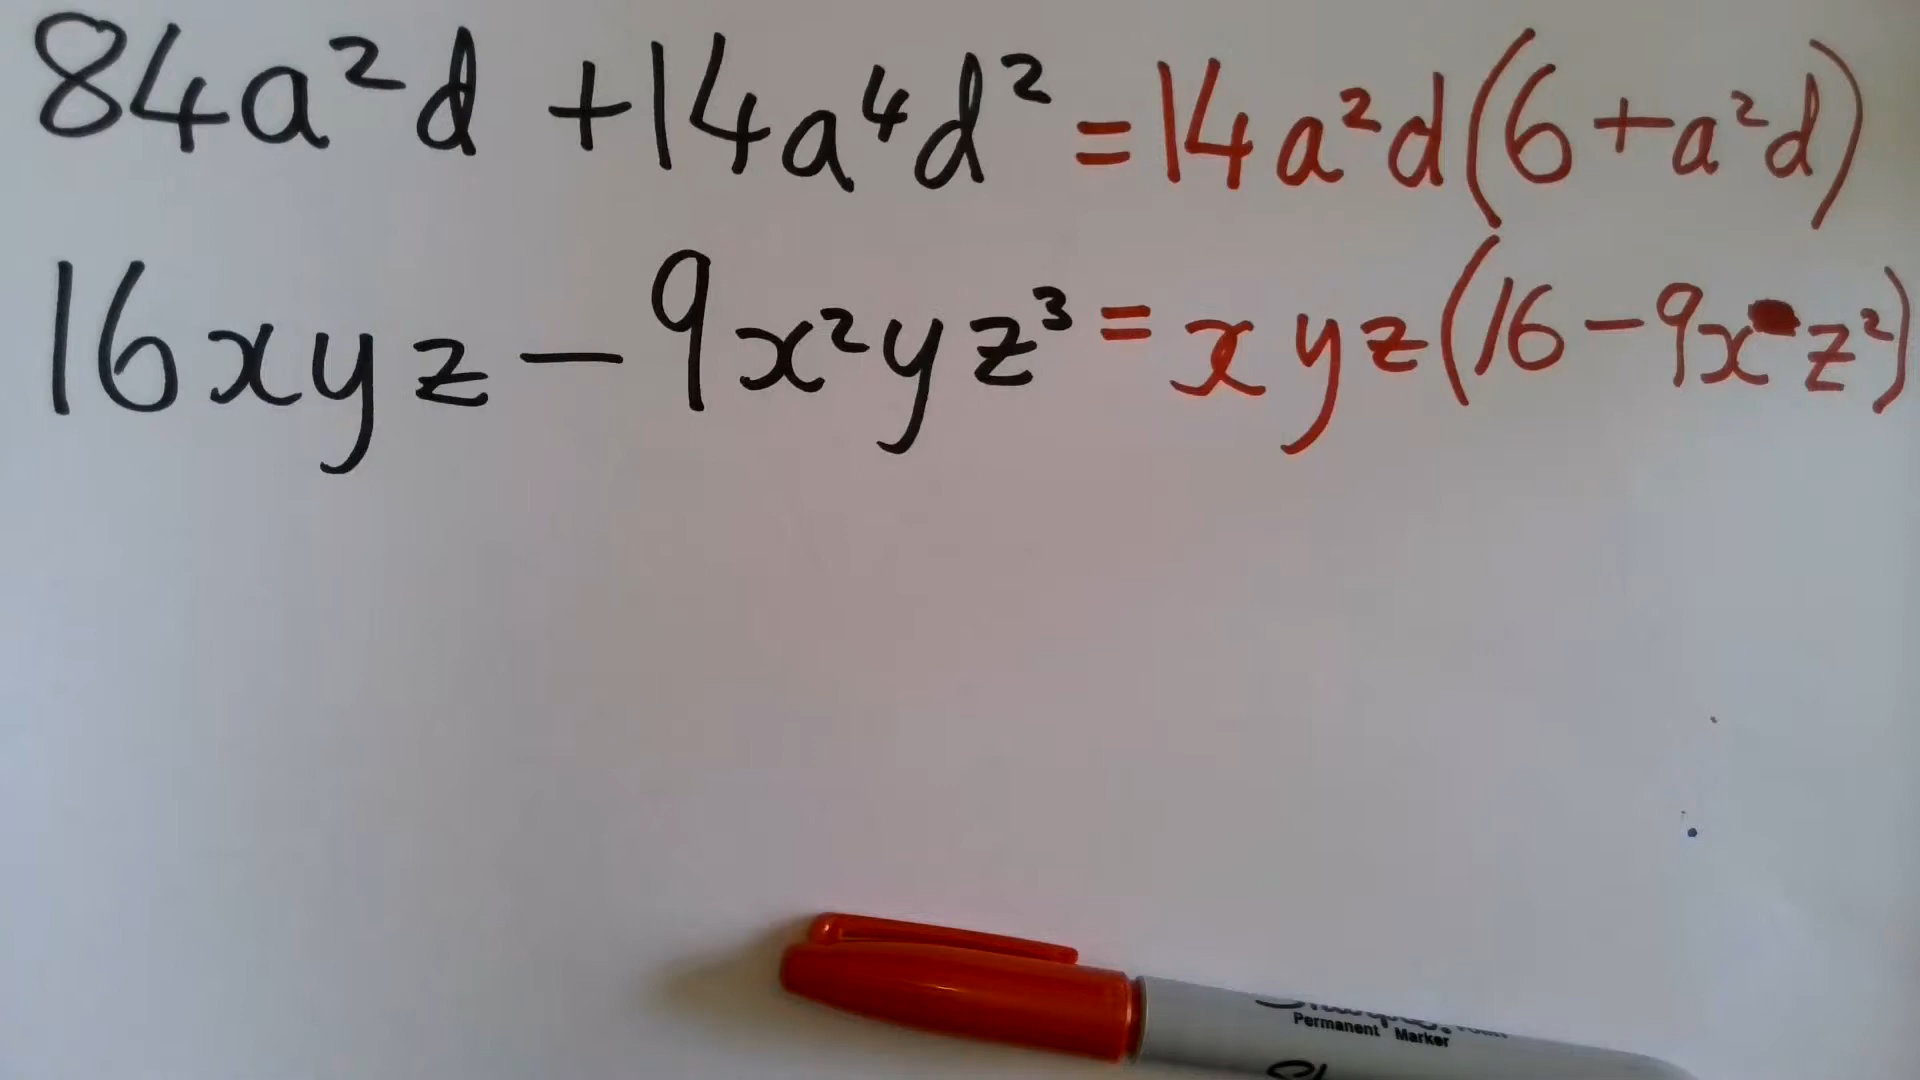 84a²d + 14a⁴d² = 14a²d(6 + a²d)
16xyz − 9x²yz³ = xyz(16 − 9x z²)
Permanent Marker